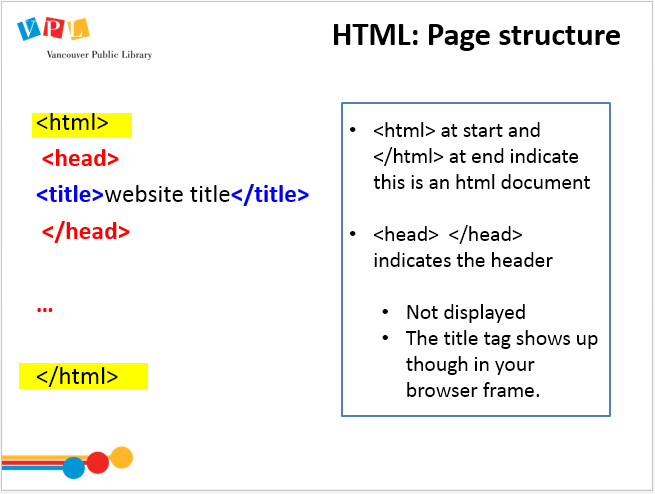 VPL
Vancouver Public Library
HTML: Page structure
<html>
<head>
<title>website title</title>
</head>
...
</html>
• <html> at start and
</html> at end indicate
this is an html document
• <head>  </head>
indicates the header
• Not displayed
• The title tag shows up
though in your
browser frame.